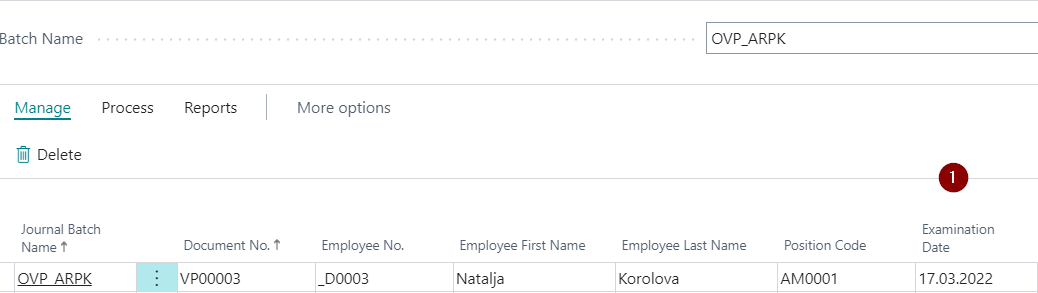 Batch Name OVP_ARPK
Manage Process Reports More options
Delete
1
Journal Batch Name ↑ Document No. ↑ Employee No. Employee First Name Employee Last Name Position Code Examination Date
OVP_ARPK VP00003 _D0003 Natalja Korolova AM0001 17.03.2022